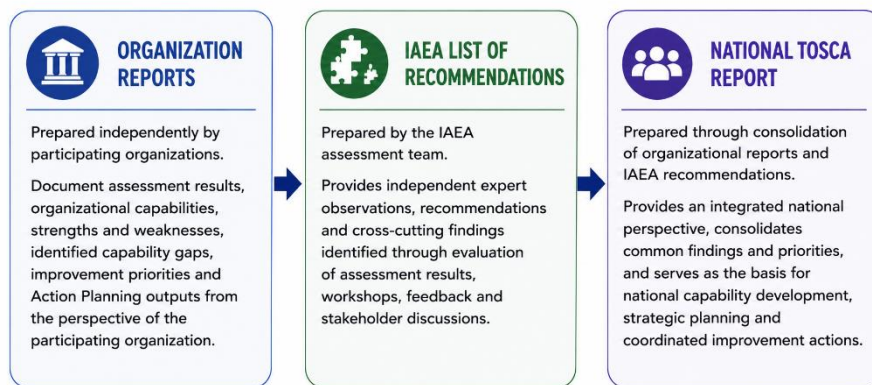 ORGANIZATION
REPORTS
Prepared independently by
participating organizations.
Document assessment results,
organizational capabilities,
strengths and weaknesses,
identified capability gaps,
improvement priorities and
Action Planning outputs from
the perspective of the
participating organization.
IAEA LIST OF
RECOMMENDATIONS
Prepared by the IAEA
assessment team.
Provides independent expert
observations, recommendations
and cross-cutting findings
identified through evaluation
of assessment results,
workshops, feedback and
stakeholder discussions.
NATIONAL TOSCA
REPORT
Prepared through consolidation
of organizational reports and
IAEA recommendations.
Provides an integrated national
perspective, consolidates
common findings and priorities,
and serves as the basis for
national capability development,
strategic planning and
coordinated improvement actions.